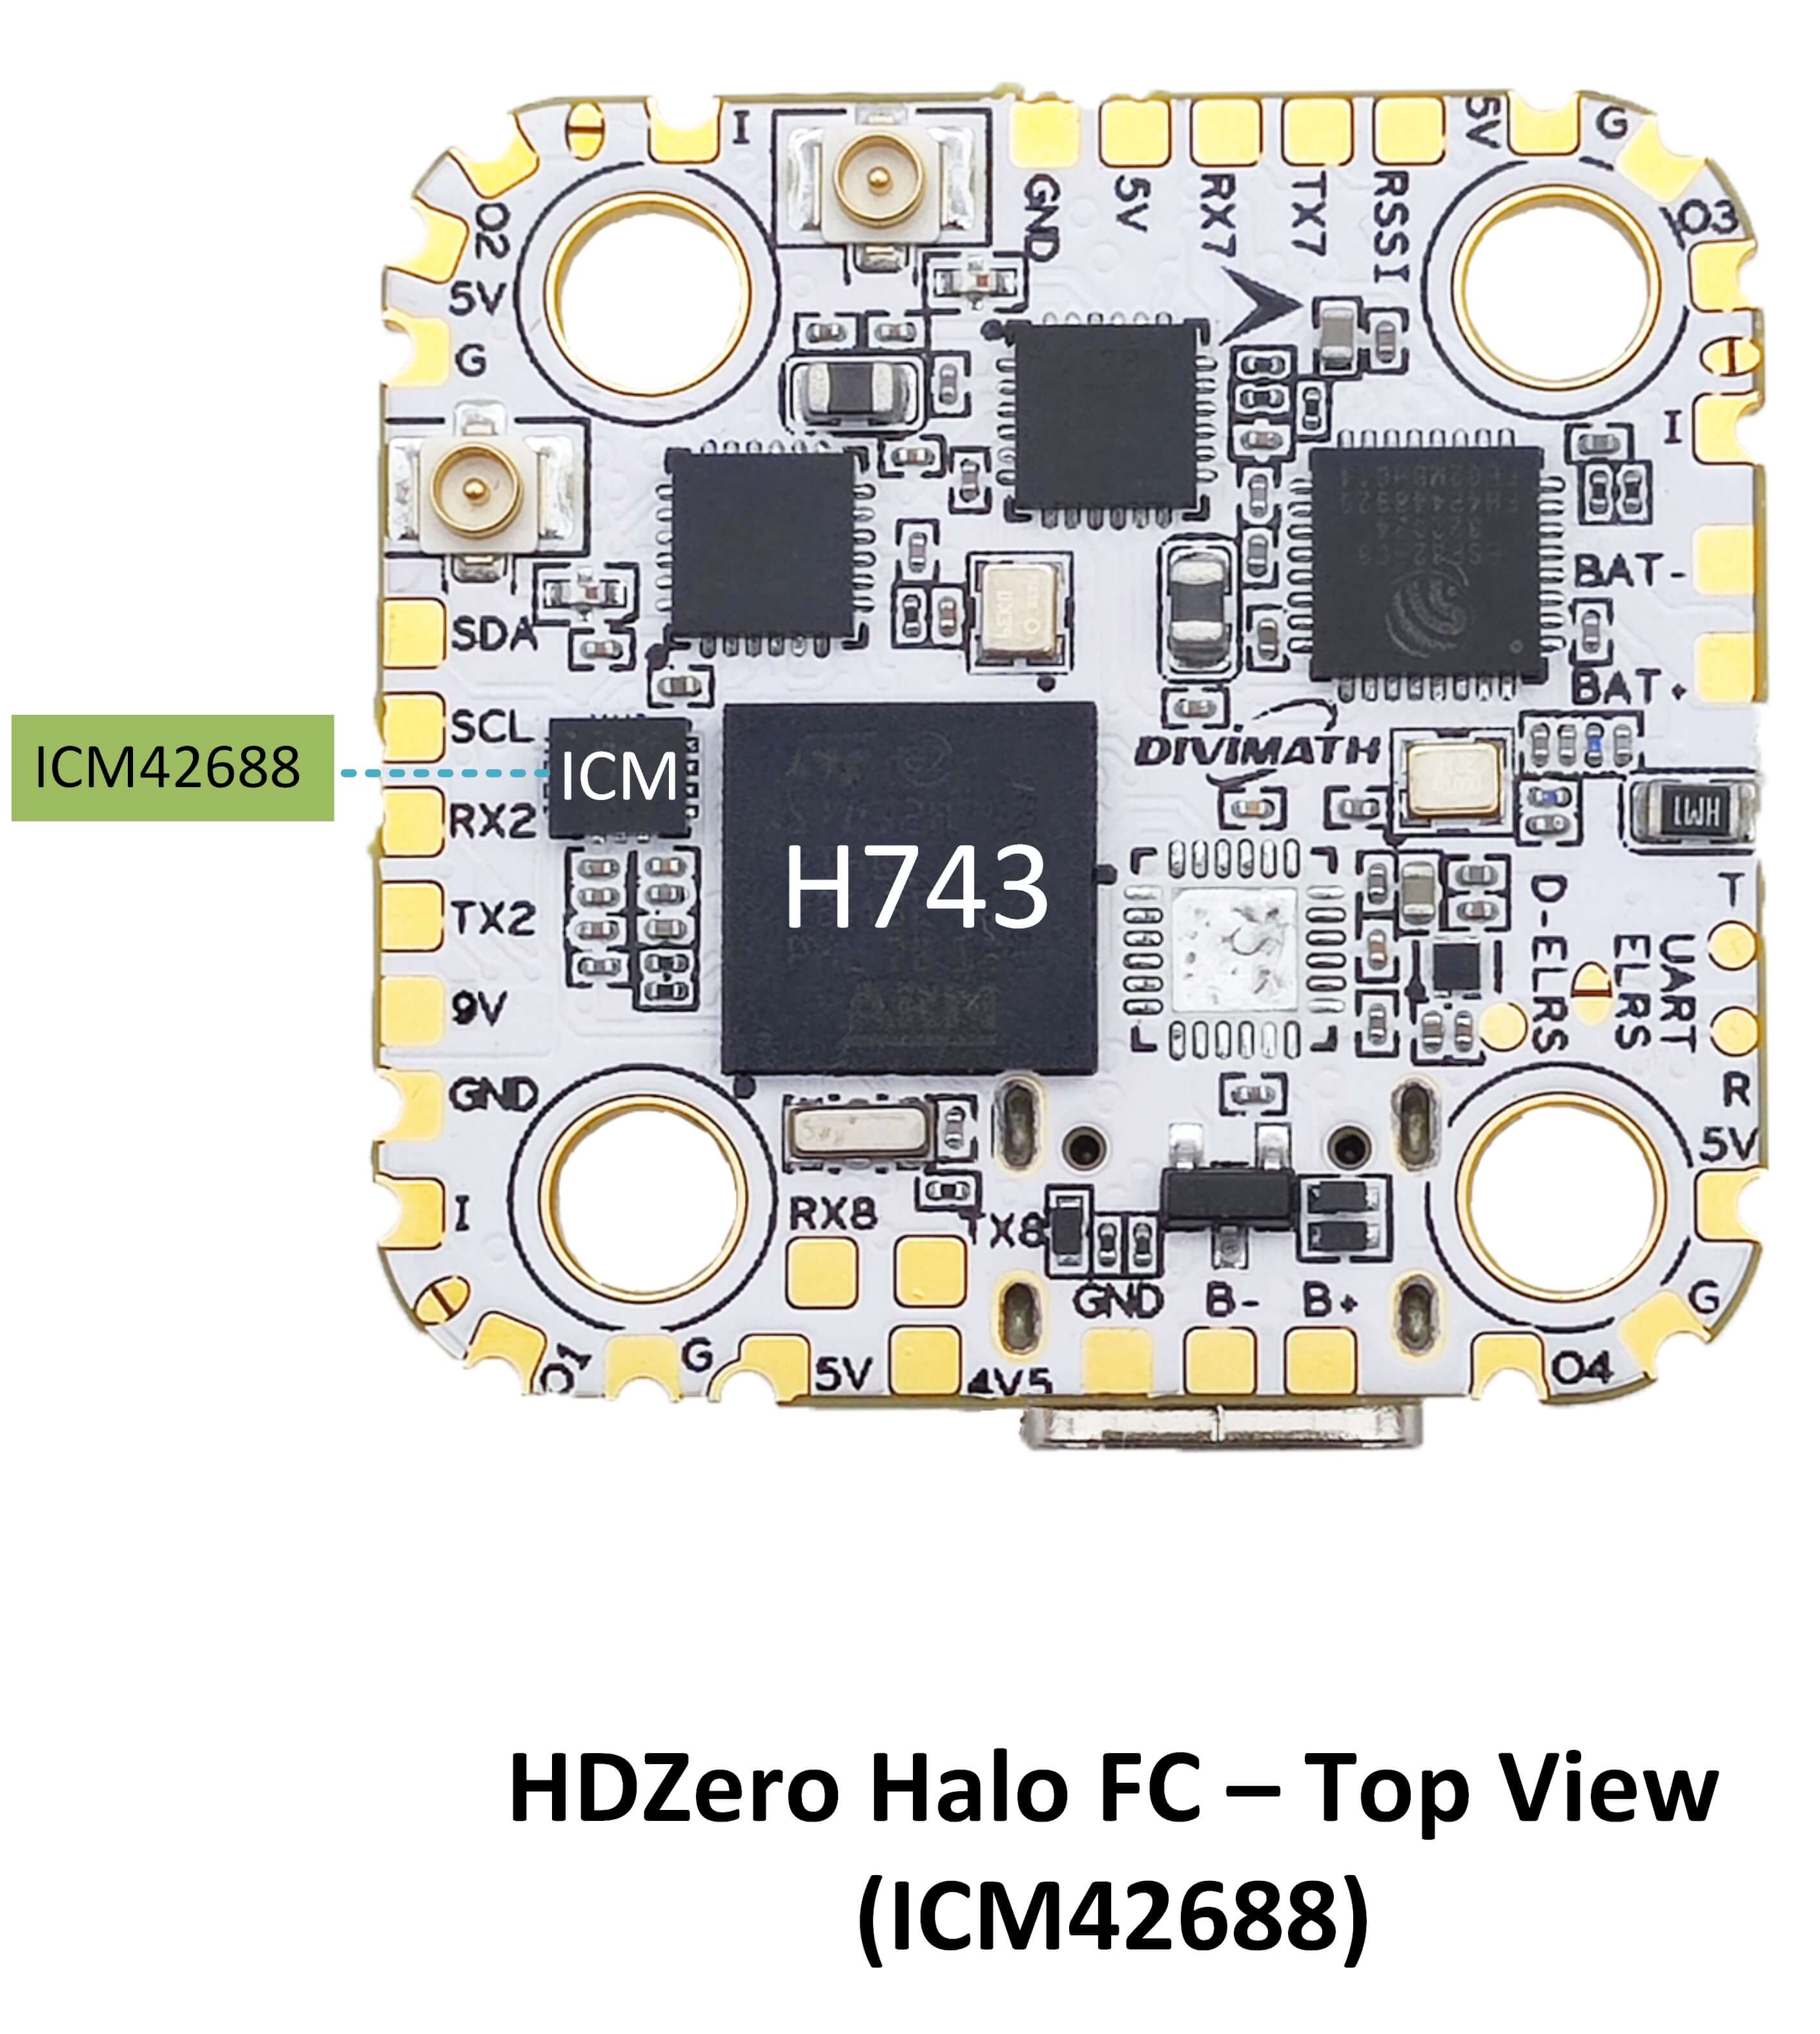 I
GND
5V
RX7
TX7
RSSI
5V
G
O2
5V
G
O3
I
SDA
SCL
RX2
TX2
9V
GND
I
BAT-
BAT+
ICM42688
ICM
H743
DIVIMATH
D-ELRS
ELRS
UART
T
R
5V
G
O4
RX8
TX8
GND
B-
B+
O1
G
5V
4V5
HDZero Halo FC – Top View
(ICM42688)